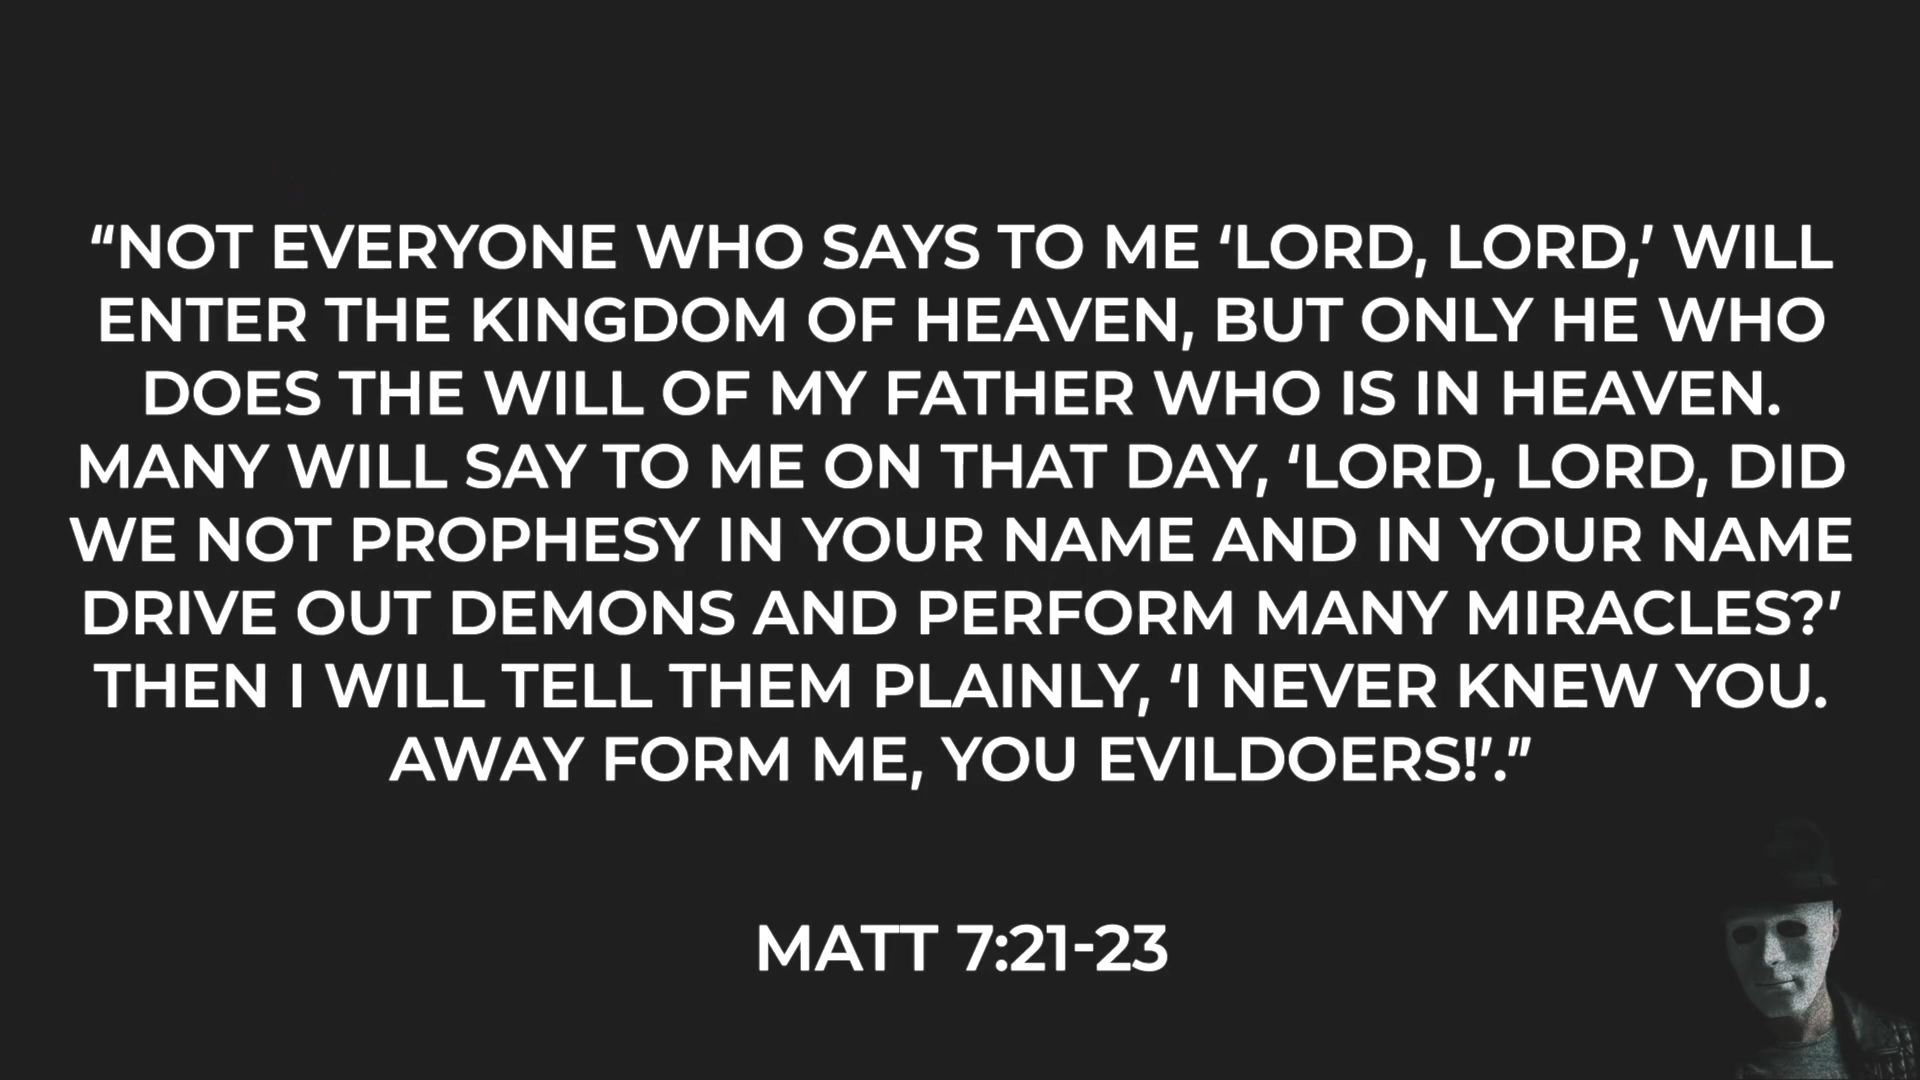 “NOT EVERYONE WHO SAYS TO ME ‘LORD, LORD,’ WILL
ENTER THE KINGDOM OF HEAVEN, BUT ONLY HE WHO
DOES THE WILL OF MY FATHER WHO IS IN HEAVEN.
MANY WILL SAY TO ME ON THAT DAY, ‘LORD, LORD, DID
WE NOT PROPHESY IN YOUR NAME AND IN YOUR NAME
DRIVE OUT DEMONS AND PERFORM MANY MIRACLES?’
THEN I WILL TELL THEM PLAINLY, ‘I NEVER KNEW YOU.
AWAY FORM ME, YOU EVILDOERS!’.”
MATT 7:21-23